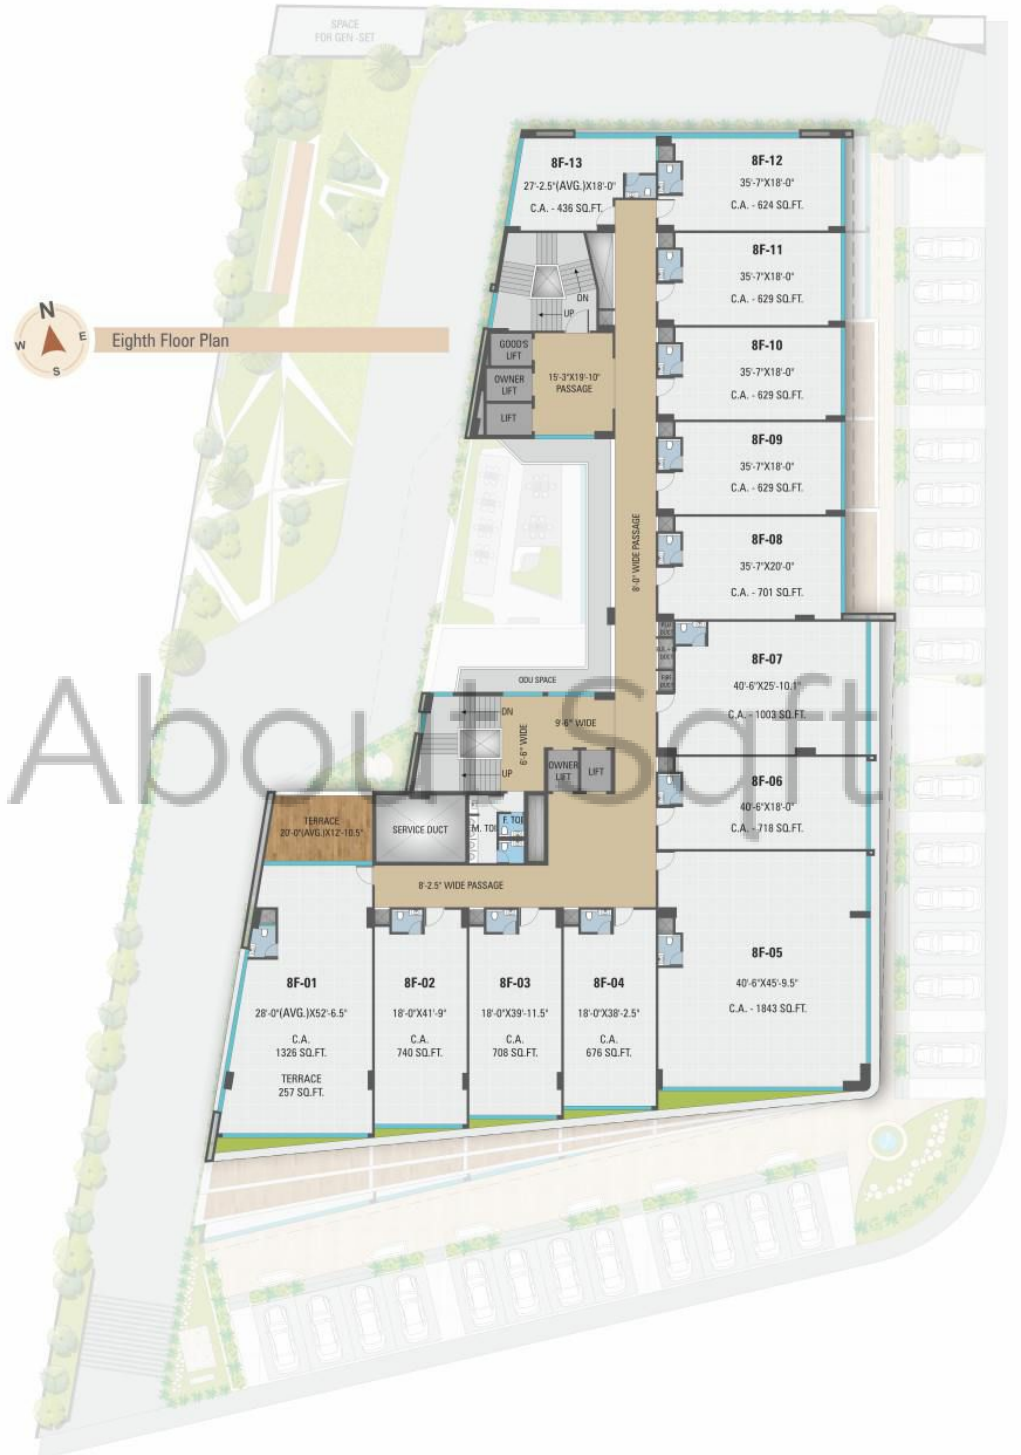 SPACE
FOR GEN -SET
8F-13
27'-2.5"(AVG.)X18'-0"
C.A. - 436 SQ.FT.
8F-12
35'-7"X18'-0"
C.A. - 624 SQ.FT.
8F-11
35'-7"X18'-0"
C.A. - 629 SQ.FT.
DN
UP
N
W
E
S
Eighth Floor Plan
GOOD'S
LIFT
OWNER
LIFT
LIFT
15'-3"X19'-10"
PASSAGE
8F-10
35'-7"X18'-0"
C.A. - 629 SQ.FT.
8F-09
35'-7"X18'-0"
C.A. - 629 SQ.FT.
8'-0" WIDE PASSAGE
8F-08
35'-7"X20'-0"
C.A. - 701 SQ.FT.
8F-07
40'-6"X25'-10.1"
C.A. - 1003 SQ.FT.
ODU SPACE
DN
UP
6'-6" WIDE
9'-6" WIDE
OWNER
LIFT
LIFT
About Sqft
8F-06
40'-6"X18'-0"
C.A. - 718 SQ.FT.
TERRACE
20'-0"(AVG.)X12'-10.5"
SERVICE DUCT
M. TOI
F. TOI
8'-2.5" WIDE PASSAGE
8F-05
40'-6"X45'-9.5"
C.A. - 1843 SQ.FT.
8F-01
28'-0"(AVG.)X52'-6.5"
C.A.
1326 SQ.FT.
TERRACE
257 SQ.FT.
8F-02
18'-0"X41'-9"
C.A.
740 SQ.FT.
8F-03
18'-0"X39'-11.5"
C.A.
708 SQ.FT.
8F-04
18'-0"X38'-2.5"
C.A.
676 SQ.FT.